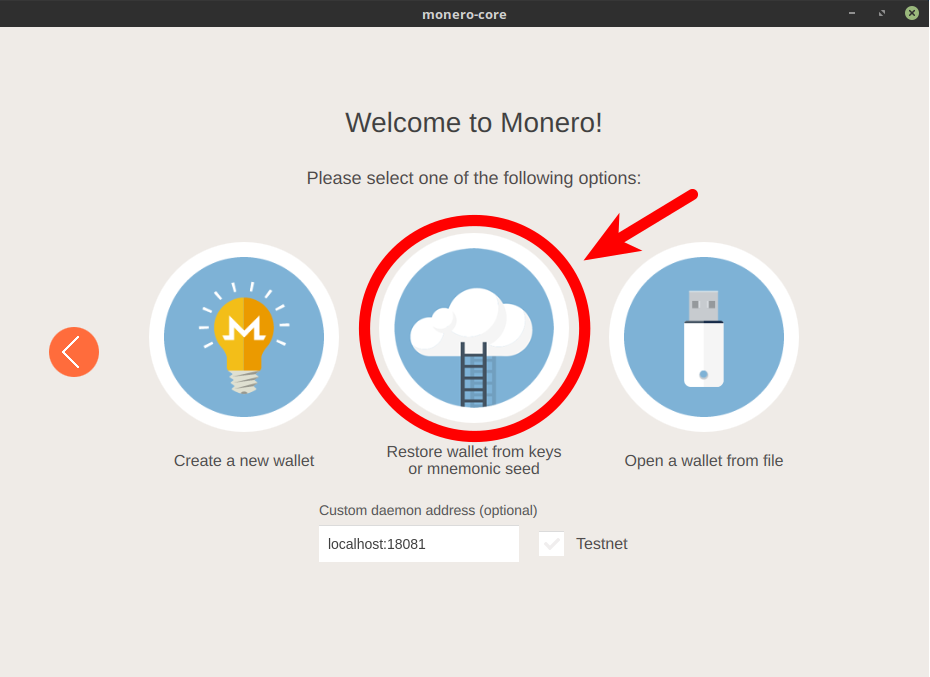 monero-core
Welcome to Monero!
Please select one of the following options:
Create a new wallet
Restore wallet from keys
or mnemonic seed
Open a wallet from file
Custom daemon address (optional)
localhost:18081
Testnet